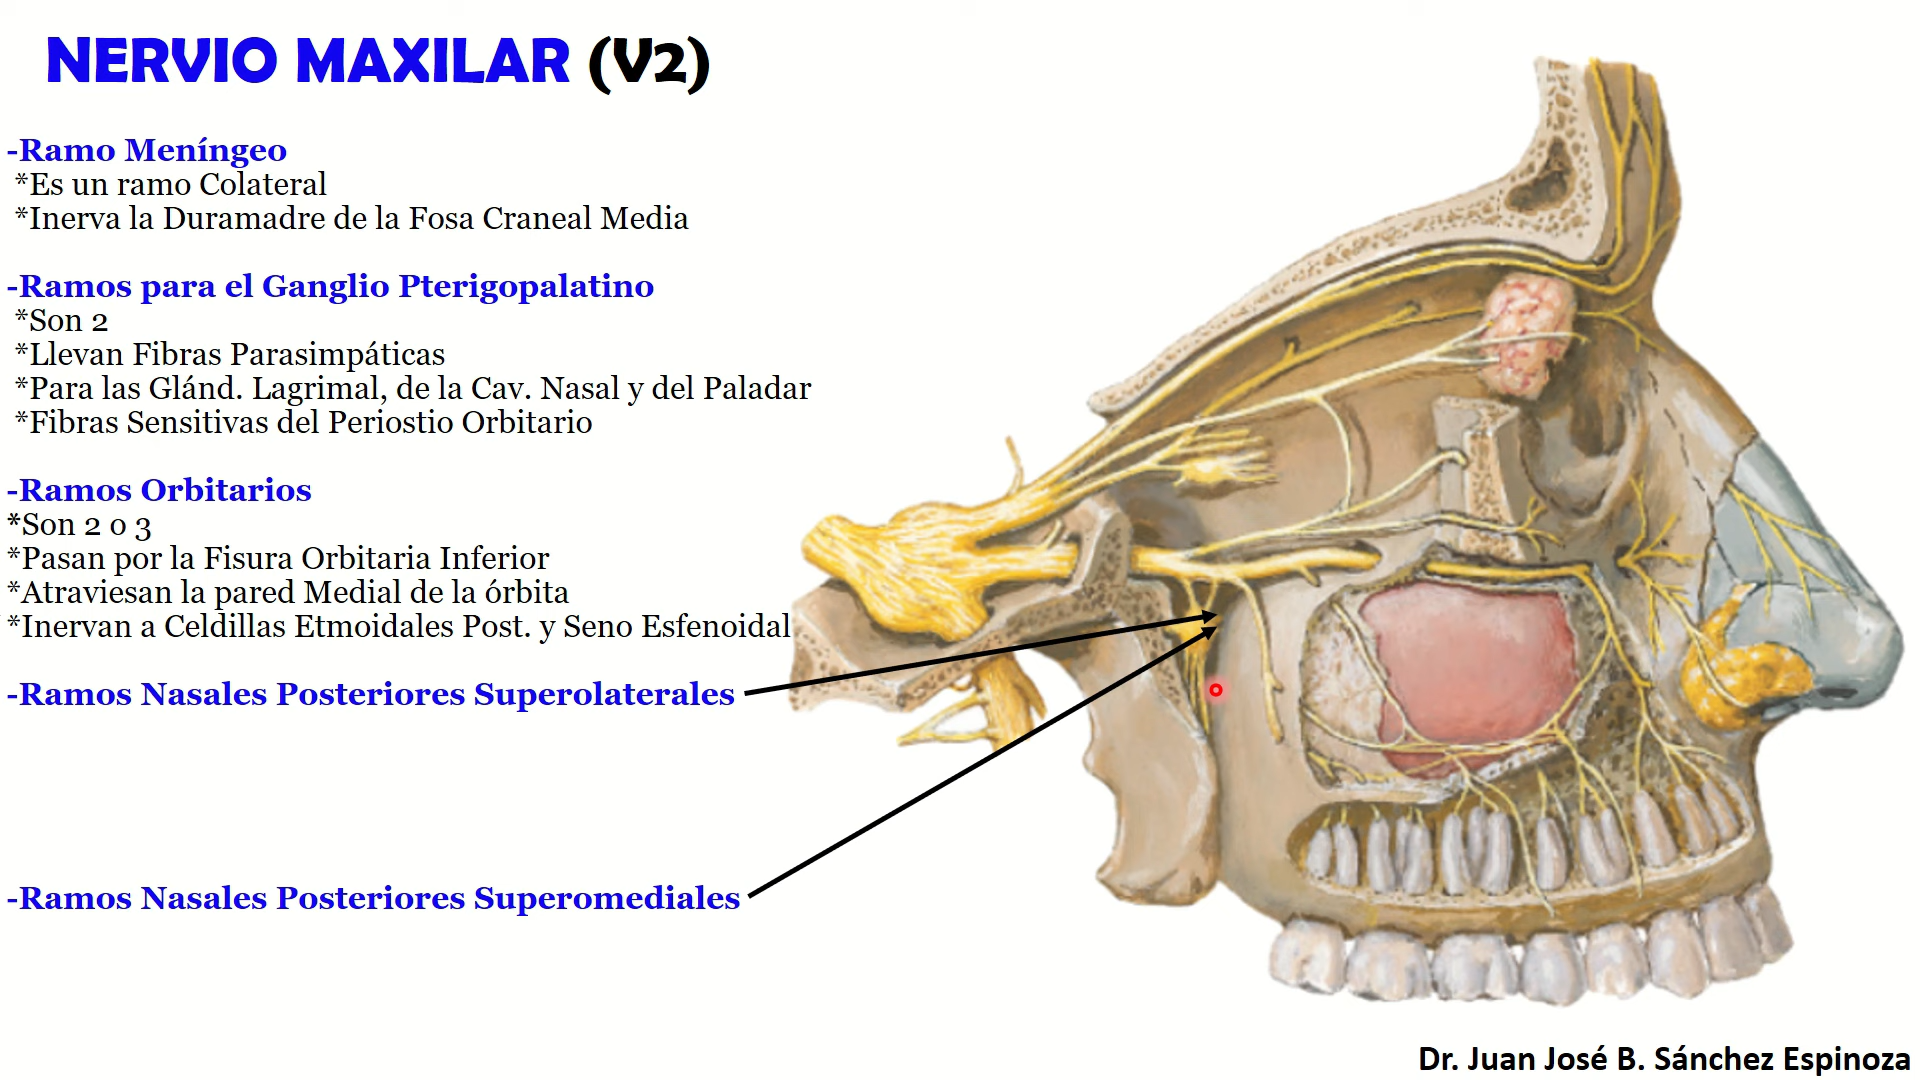 NERVIO MAXILAR (V2)
-Ramo Meníngeo
*Es un ramo Colateral
*Inerva la Duramadre de la Fosa Craneal Media
-Ramos para el Ganglio Pterigopalatino
*Son 2
*Llevan Fibras Parasimpáticas
*Para las Glánd. Lagrimal, de la Cav. Nasal y del Paladar
*Fibras Sensitivas del Periostio Orbitario
-Ramos Orbitarios
*Son 2 o 3
*Pasan por la Fisura Orbitaria Inferior
*Atraviesan la pared Medial de la órbita
*Inervan a Celdillas Etmoidales Post. y Seno Esfenoidal
-Ramos Nasales Posteriores Superolaterales
-Ramos Nasales Posteriores Superomediales
Dr. Juan José B. Sánchez Espinoza